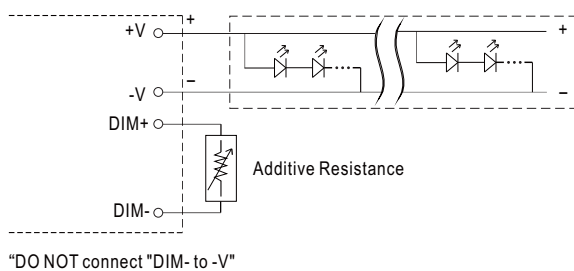 +V
+
-V
–
+
–
DIM+
Additive Resistance
DIM-
“DO NOT connect "DIM- to -V"